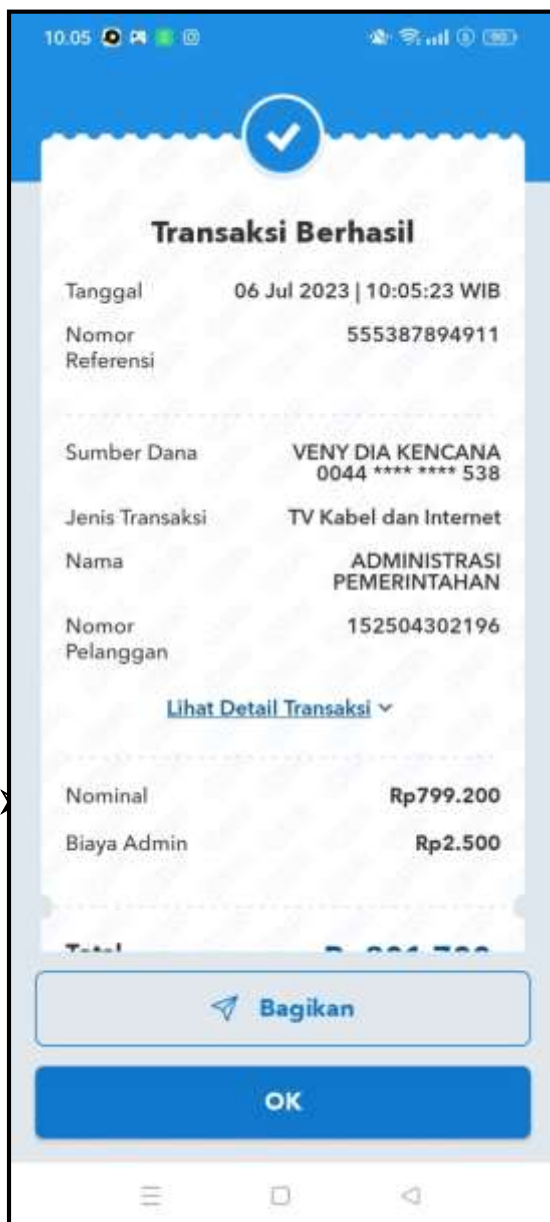 10.05
Transaksi Berhasil
Tanggal 06 Jul 2023 | 10:05:23 WIB
Nomor 555387894911
Referensi
Sumber Dana VENY DIA KENCANA
0044 **** **** 538
Jenis Transaksi TV Kabel dan Internet
Nama ADMINISTRASI
PEMERINTAHAN
Nomor 152504302196
Pelanggan
Lihat Detail Transaksi
Nominal Rp799.200
Biaya Admin Rp2.500
Total
Bagikan
OK